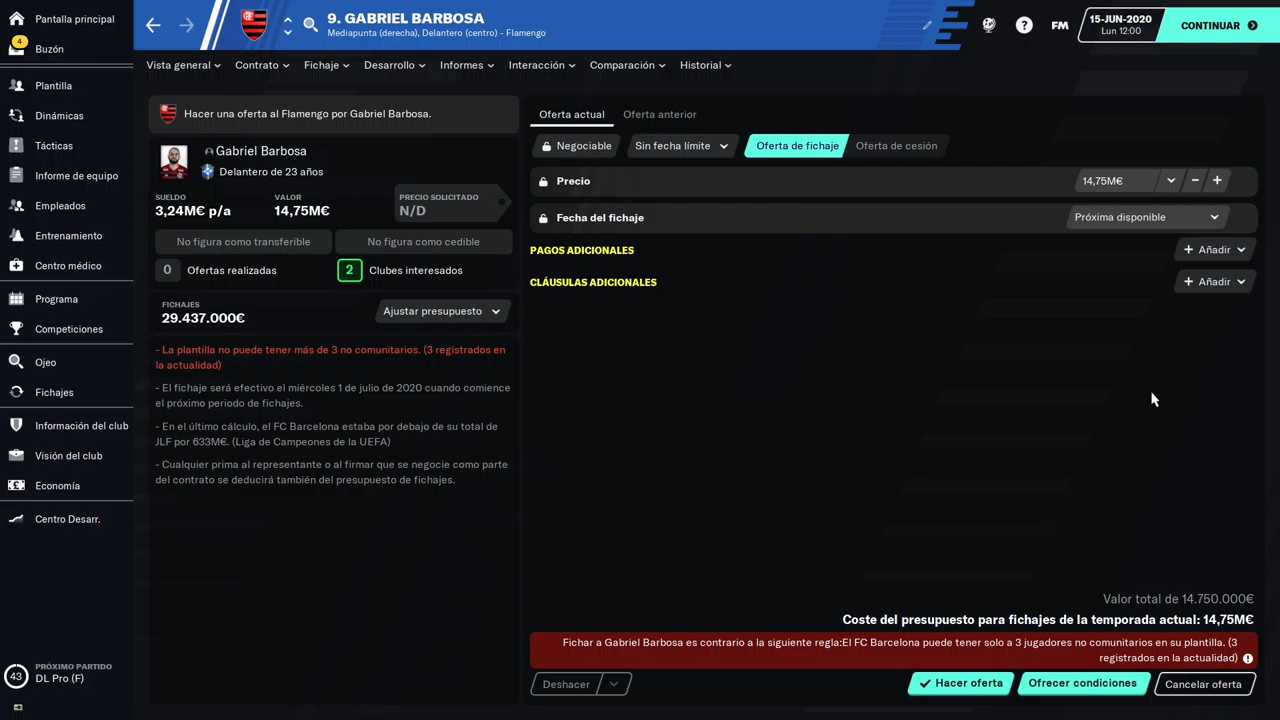 Pantalla principal
4
Buzón
Plantilla
Dinámicas
Tácticas
Informe de equipo
Empleados
Entrenamiento
Centro médico
Programa
Competiciones
Ojeo
Fichajes
Información del club
Visión del club
Economía
Centro Desarr.
43
PRÓXIMO PARTIDO
DL Pro (F)
9. GABRIEL BARBOSA
Mediapunta (derecha), Delantero (centro) - Flamengo
FM
15-JUN-2020
Lun 12:00
CONTINUAR
Vista general
Contrato
Fichaje
Desarrollo
Informes
Interacción
Comparación
Historial
Hacer una oferta al Flamengo por Gabriel Barbosa.
Gabriel Barbosa
Delantero de 23 años
SUELDO
3,24M€ p/a
VALOR
14,75M€
PRECIO SOLICITADO
N/D
No figura como transferible
No figura como cedible
0
Ofertas realizadas
2
Clubes interesados
FICHAJES
29.437.000€
Ajustar presupuesto
- La plantilla no puede tener más de 3 no comunitarios. (3 registrados en
la actualidad)
- El fichaje será efectivo el miércoles 1 de julio de 2020 cuando comience
el próximo periodo de fichajes.
- En el último cálculo, el FC Barcelona estaba por debajo de su total de
JLF por 633M€. (Liga de Campeones de la UEFA)
- Cualquier prima al representante o al firmar que se negocie como parte
del contrato se deducirá también del presupuesto de fichajes.
Oferta actual
Oferta anterior
Negociable
Sin fecha límite
Oferta de fichaje
Oferta de cesión
Precio
14,75M€
Fecha del fichaje
Próxima disponible
PAGOS ADICIONALES
Añadir
CLÁUSULAS ADICIONALES
Añadir
Valor total de 14.750.000€
Coste del presupuesto para fichajes de la temporada actual: 14,75M€
Fichar a Gabriel Barbosa es contrario a la siguiente regla:El FC Barcelona puede tener solo a 3 jugadores no comunitarios en su plantilla. (3
registrados en la actualidad)
Deshacer
Hacer oferta
Ofrecer condiciones
Cancelar oferta